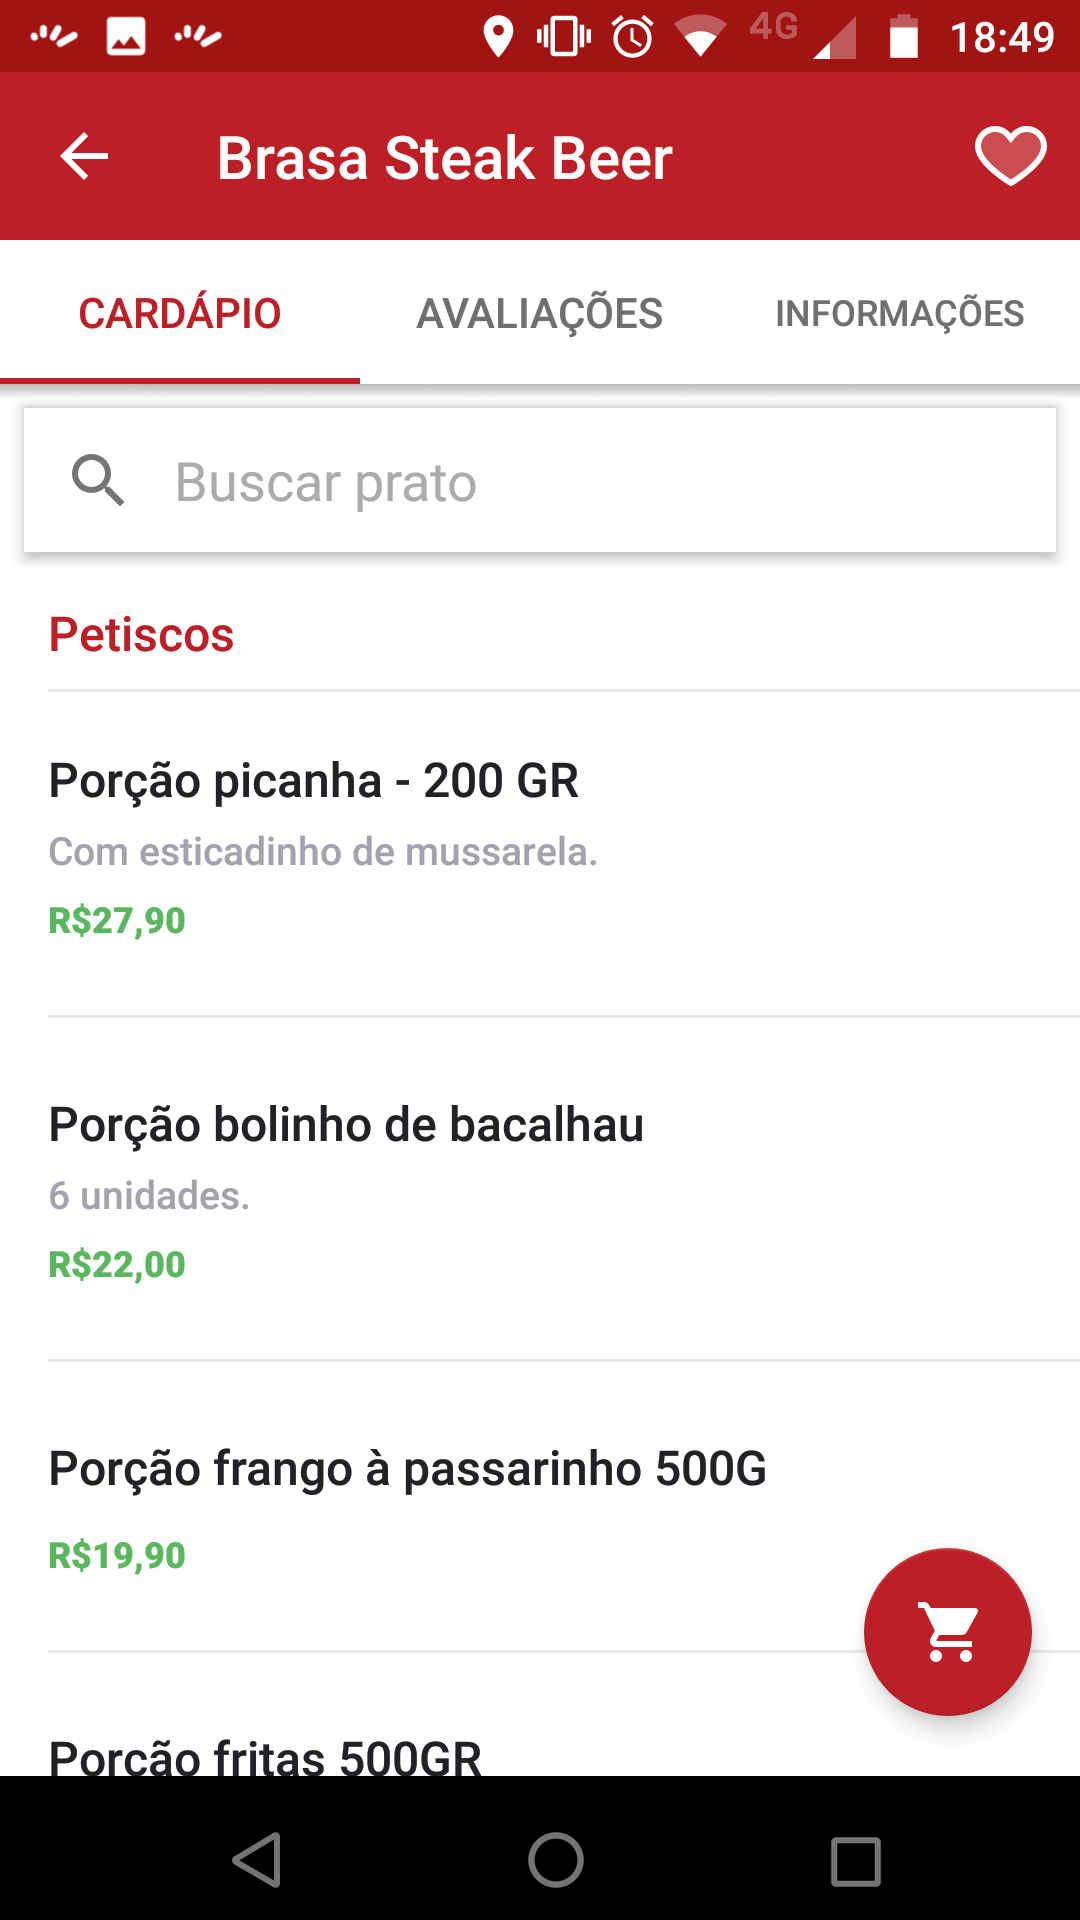 4G 18:49
Brasa Steak Beer
CARDÁPIO AVALIAÇÕES INFORMAÇÕES
Buscar prato
Petiscos
Porção picanha - 200 GR
Com esticadinho de mussarela.
R$27,90
Porção bolinho de bacalhau
6 unidades.
R$22,00
Porção frango à passarinho 500G
R$19,90
Porção fritas 500GR